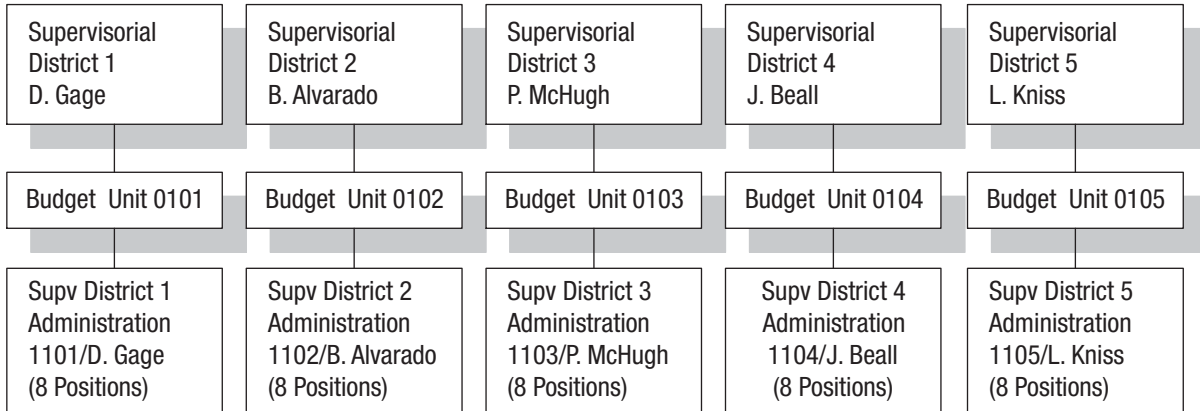 Supervisorial
District 1
D. Gage
Supervisorial
District 2
B. Alvarado
Supervisorial
District 3
P. McHugh
Supervisorial
District 4
J. Beall
Supervisorial
District 5
L. Kniss
Budget Unit 0101
Budget Unit 0102
Budget Unit 0103
Budget Unit 0104
Budget Unit 0105
Supv District 1
Administration
1101/D. Gage
(8 Positions)
Supv District 2
Administration
1102/B. Alvarado
(8 Positions)
Supv District 3
Administration
1103/P. McHugh
(8 Positions)
Supv District 4
Administration
1104/J. Beall
(8 Positions)
Supv District 5
Administration
1105/L. Kniss
(8 Positions)